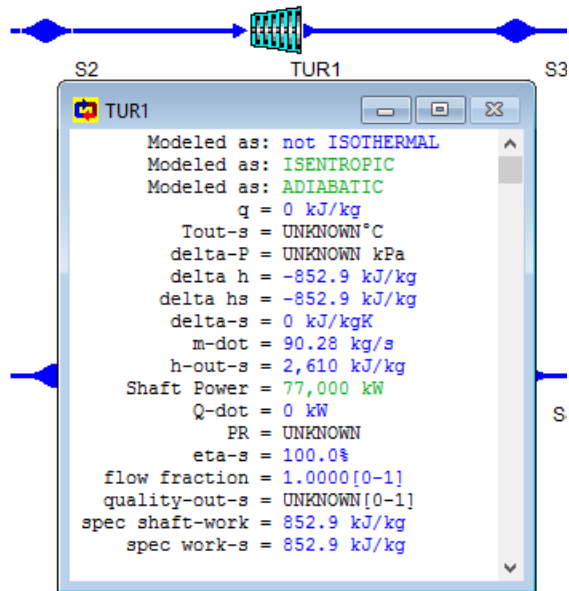 S2
TUR1
S3
TUR1
Modeled as: not ISOTHERMAL
Modeled as: ISENTROPIC
Modeled as: ADIABATIC
q = 0 kJ/kg
Tout-s = UNKNOWN°C
delta-P = UNKNOWN kPa
delta h = -852.9 kJ/kg
delta hs = -852.9 kJ/kg
delta-s = 0 kJ/kgK
m-dot = 90.28 kg/s
h-out-s = 2,610 kJ/kg
Shaft Power = 77,000 kW
Q-dot = 0 kW
PR = UNKNOWN
eta-s = 100.0%
flow fraction = 1.0000[0-1]
quality-out-s = UNKNOWN[0-1]
spec shaft-work = 852.9 kJ/kg
spec work-s = 852.9 kJ/kg